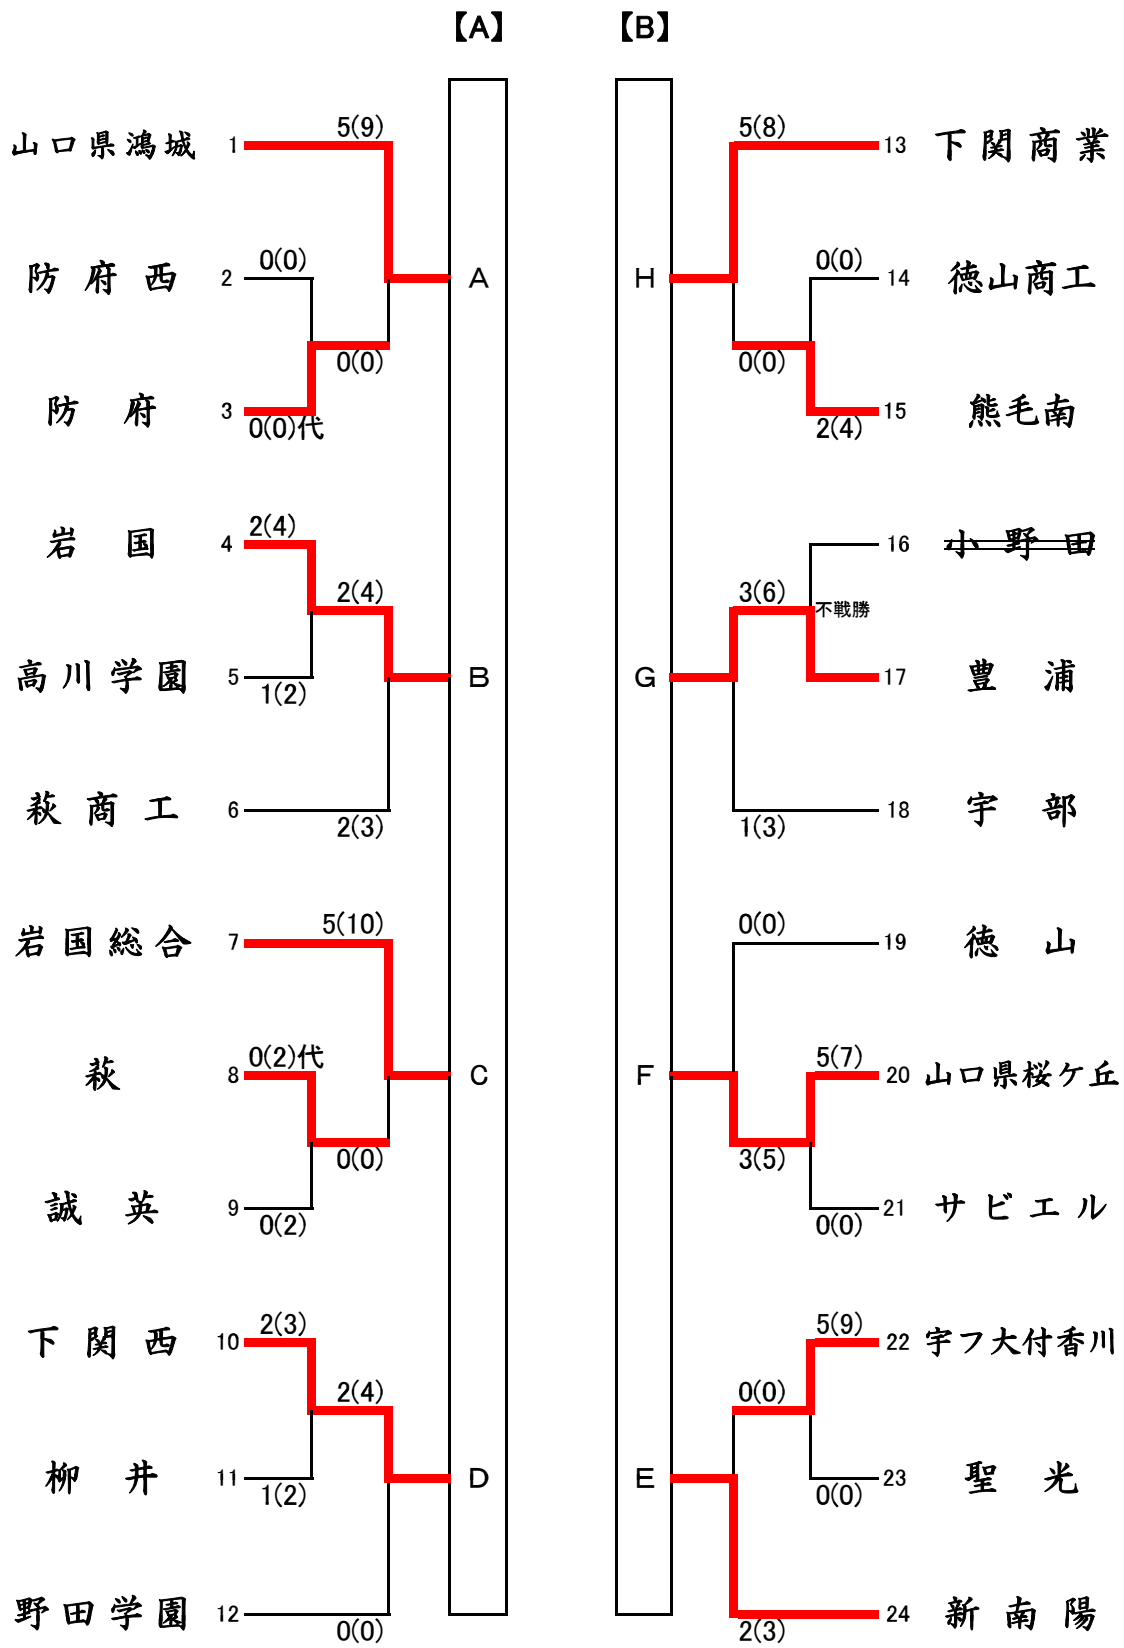 【A】 【B】
5(9) 5(8)
山口県鴻城 1 13 下関商業
0(0) 0(0)
防府西 2 A H 14 徳山商工
0(0) 0(0)
防府 3 15 熊毛南
0(0)代 2(4)
2(4)
岩国 4 16 小野田
2(4) 3(6) 不戦勝
高川学園 5 B G 17 豊浦
1(2)
萩商工 6 18 宇部
2(3) 1(3)
5(10) 0(0)
岩国総合 7 19 徳山
0(2)代 5(7)
萩 8 C F 20 山口県桜ケ丘
0(0) 3(5)
誠英 9 21 サビエル
0(2) 0(0)
2(3) 5(9)
下関西 10 22 宇フ大付香川
2(4) 0(0)
柳井 11 D E 23 聖光
1(2) 0(0)
野田学園 12 24 新南陽
0(0) 2(3)